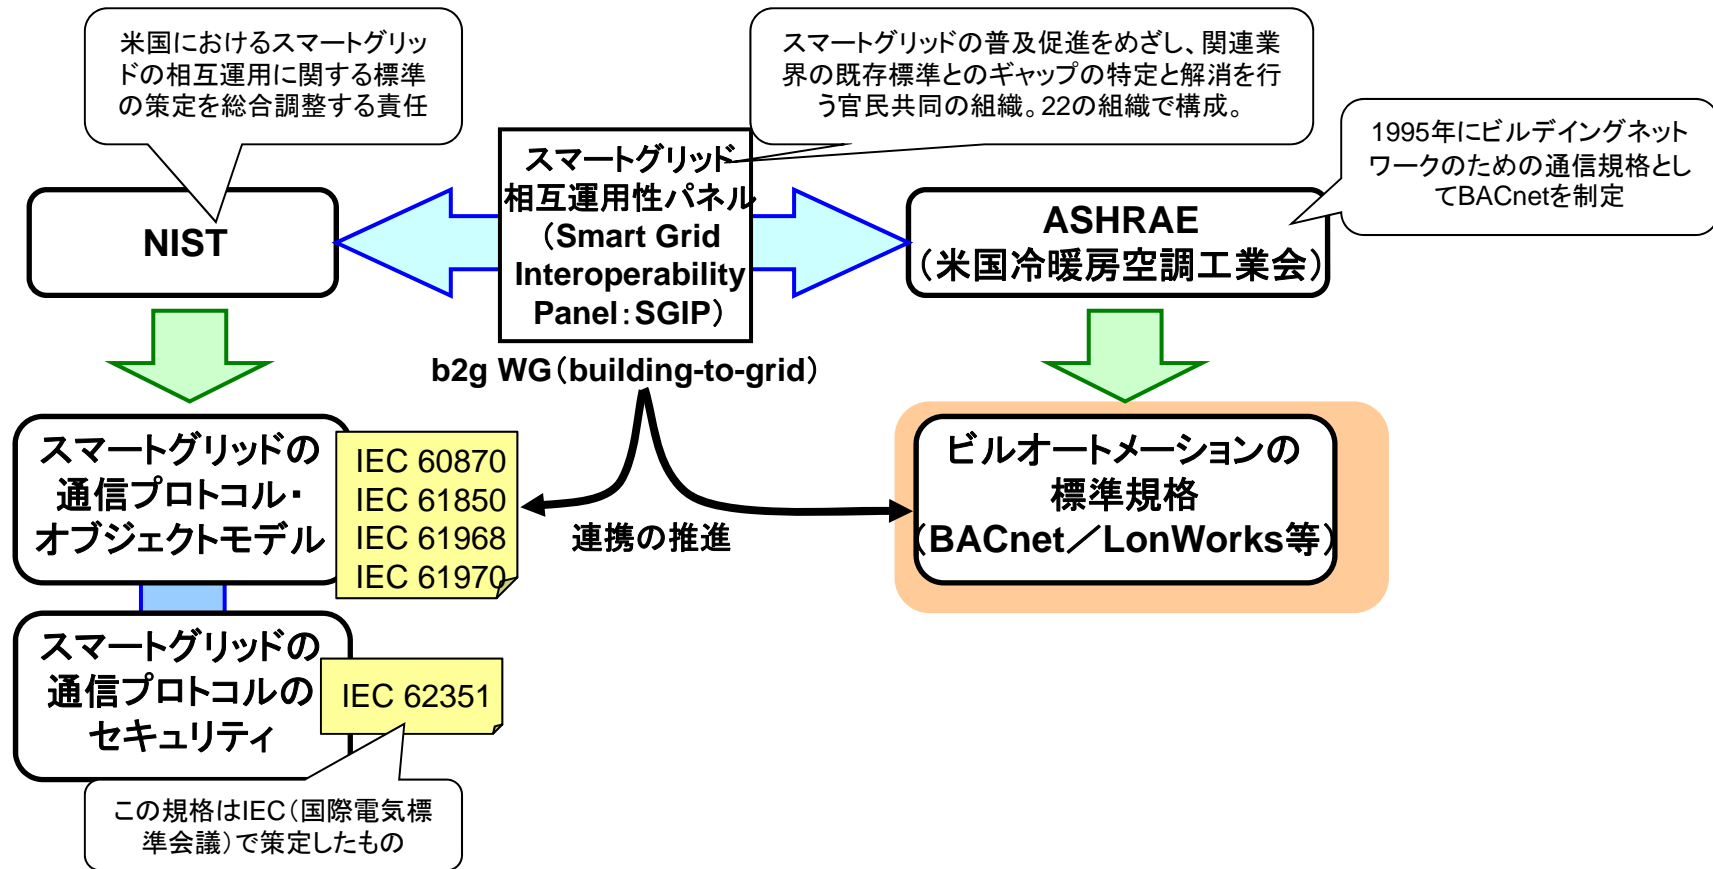 米国におけるスマートグリッ
ドの相互運用に関する標準
の策定を総合調整する責任
スマートグリッドの普及促進をめざし、関連業
界の既存標準とのギャップの特定と解消を行
う官民共同の組織。22の組織で構成。
1995年にビルデイングネット
ワークのための通信規格とし
てBACnetを制定
NIST
スマートグリッド
相互運用性パネル
（Smart Grid
Interoperability
Panel：SGIP）
ASHRAE
（米国冷暖房空調工業会）
b2g WG（building-to-grid）
スマートグリッドの
通信プロトコル・
オブジェクトモデル
IEC 60870
IEC 61850
IEC 61968
IEC 61970
連携の推進
ビルオートメーションの
標準規格
（BACnet／LonWorks等）
スマートグリッドの
通信プロトコルの
セキュリティ
IEC 62351
この規格はIEC（国際電気標
準会議）で策定したもの